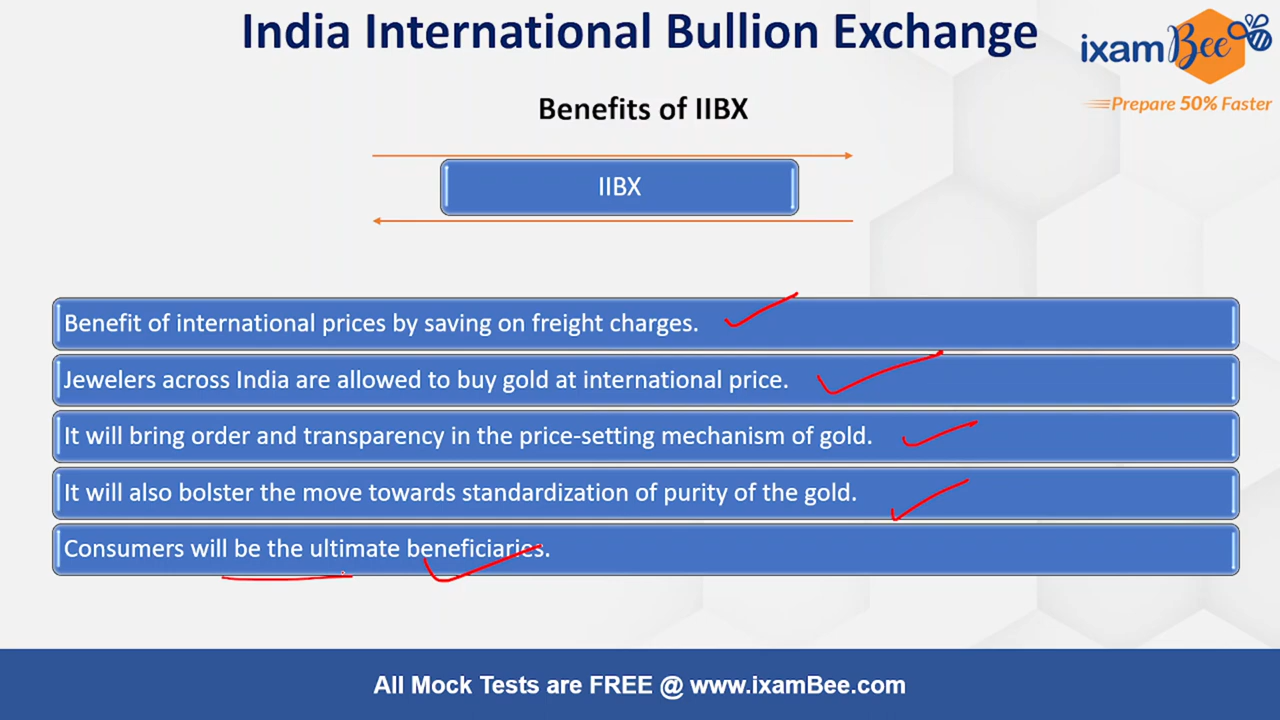 India International Bullion Exchange
ixamBee
Prepare 50% Faster
Benefits of IIBX
IIBX
Benefit of international prices by saving on freight charges.
Jewelers across India are allowed to buy gold at international price.
It will bring order and transparency in the price-setting mechanism of gold.
It will also bolster the move towards standardization of purity of the gold.
Consumers will be the ultimate beneficiaries.
All Mock Tests are FREE @ www.ixamBee.com